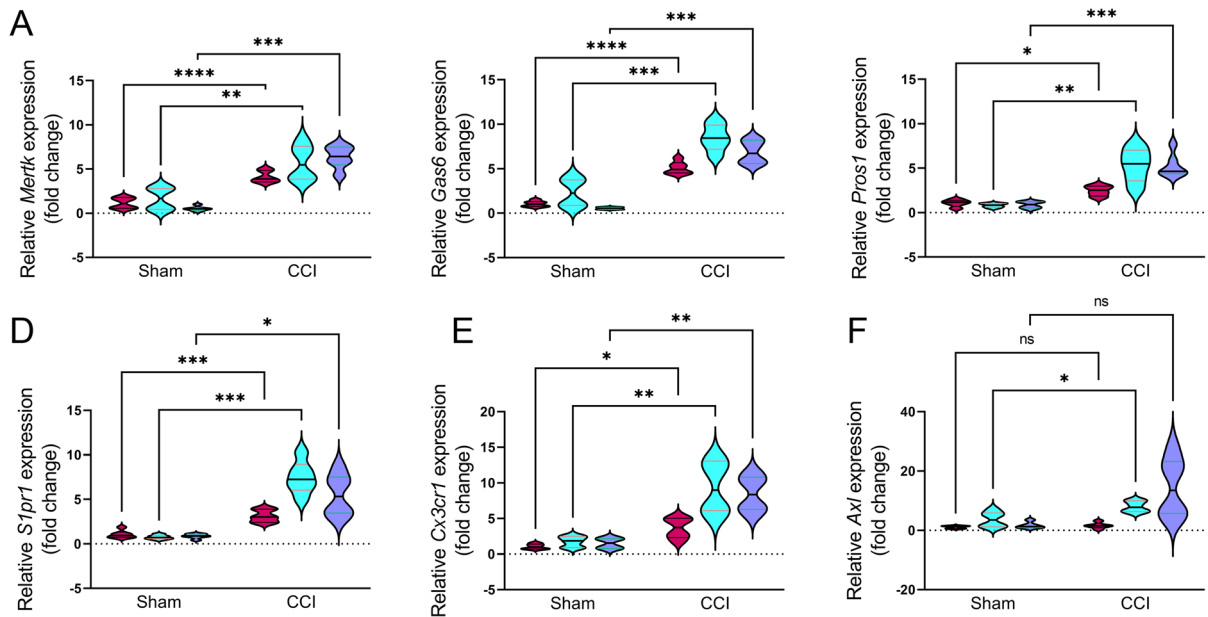 A
***
****
**
Relative Mertk expression
(fold change)
15
10
5
0
-5
Sham
CCI
***
****
***
Relative Gas6 expression
(fold change)
15
10
5
0
-5
Sham
CCI
***
*
**
Relative Pros1 expression
(fold change)
15
10
5
0
-5
Sham
CCI
D
*
***
***
Relative S1pr1 expression
(fold change)
15
10
5
0
-5
Sham
CCI
E
**
*
**
Relative Cx3cr1 expression
(fold change)
20
15
10
5
0
-5
Sham
CCI
F
ns
ns
*
Relative Axl expression
(fold change)
40
20
0
-20
Sham
CCI